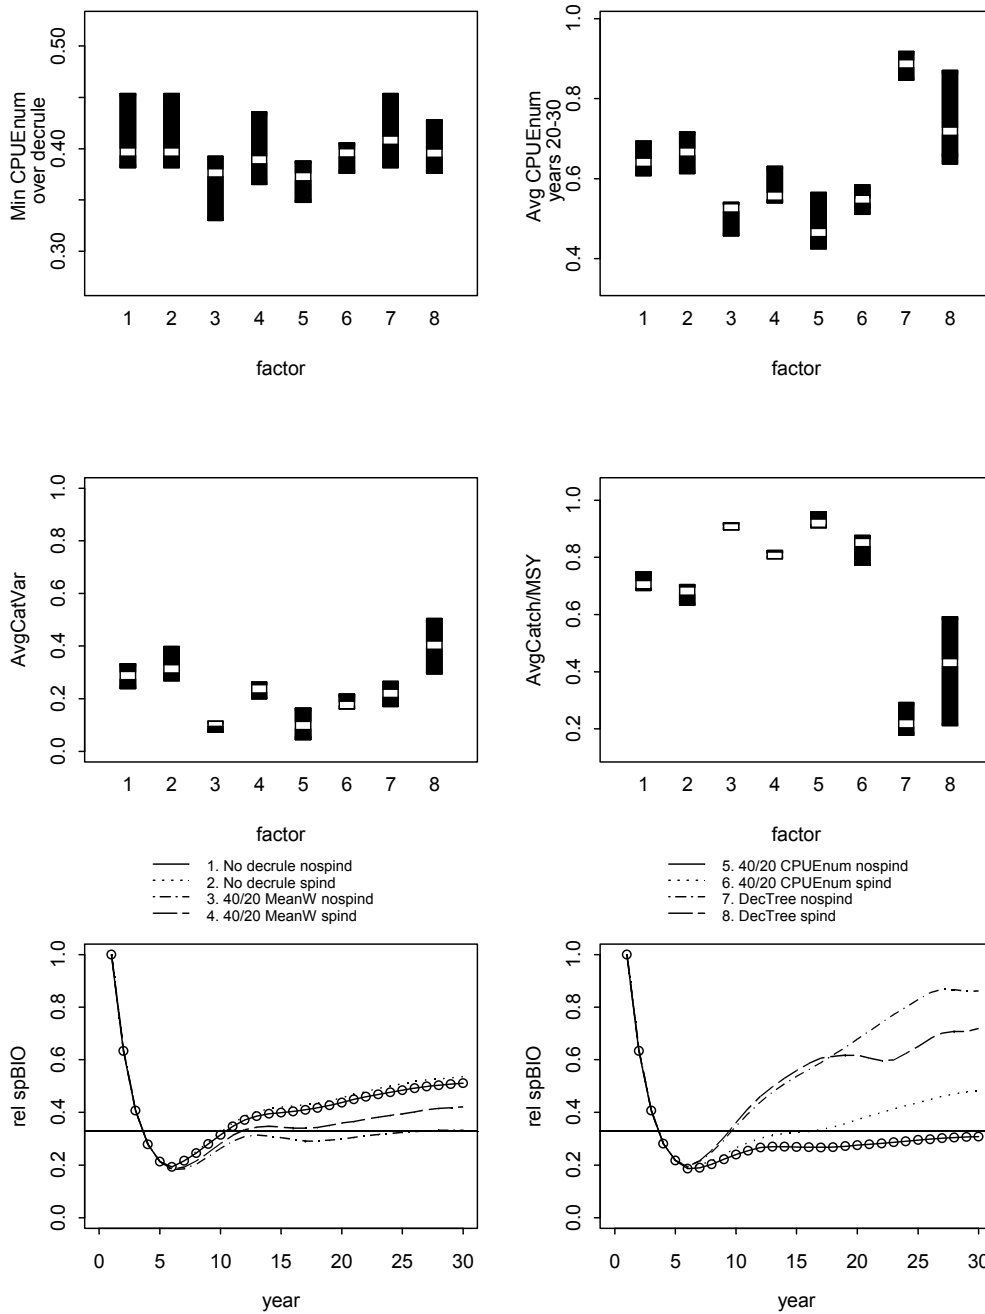 Min CPUEnum
over decrule
0.50
0.40
0.30
1 2 3 4 5 6 7 8
factor
Avg CPUEnum
years 20-30
1.0
0.8
0.6
0.4
1 2 3 4 5 6 7 8
factor
AvgCatVar
1.0
0.8
0.6
0.4
0.2
0.0
1 2 3 4 5 6 7 8
factor
AvgCatch/MSY
1.0
0.8
0.6
0.4
0.2
1 2 3 4 5 6 7 8
factor
1. No decrule nospind
2. No decrule spind
3. 40/20 MeanW nospind
4. 40/20 MeanW spind
5. 40/20 CPUEnum nospind
6. 40/20 CPUEnum spind
7. DecTree nospind
8. DecTree spind
rel spBIO
1.0
0.8
0.6
0.4
0.2
0.0
0 5 10 15 20 25 30
year
rel spBIO
1.0
0.8
0.6
0.4
0.2
0.0
0 5 10 15 20 25 30
year